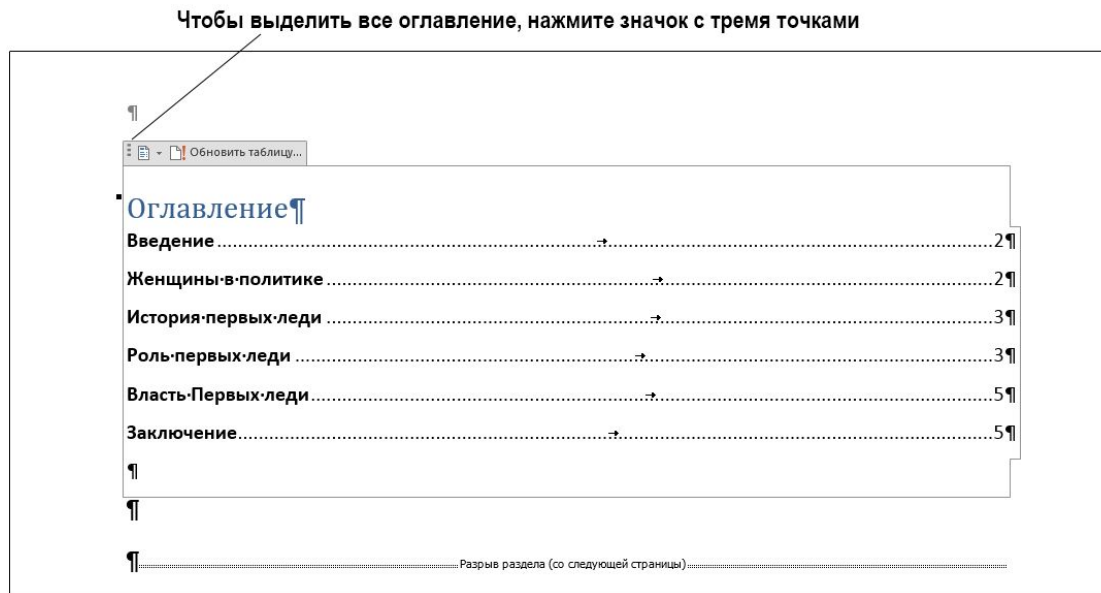 Чтобы выделить все оглавление, нажмите значок с тремя точками
¶
Обновить таблицу...
Оглавление¶
Введение......................→......................2¶
Женщины·в·политике......................→......................2¶
История·первых·леди......................→......................3¶
Роль·первых·леди......................→......................3¶
Власть·Первых·леди......................→......................5¶
Заключение......................→......................5¶
¶
¶
¶......................Разрыв раздела (со следующей страницы)......................